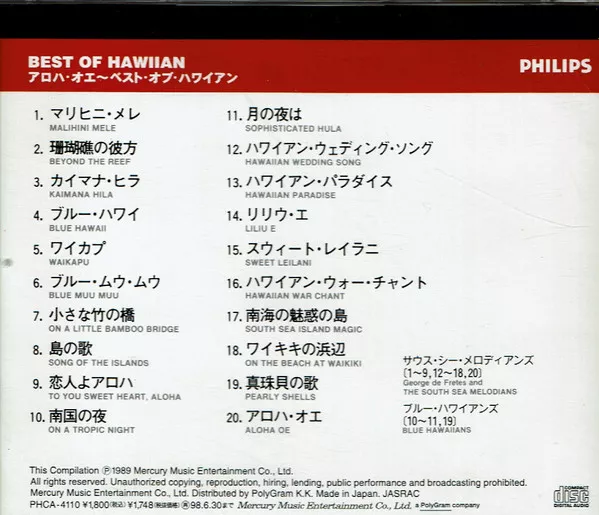 BEST OF HAWIIAN
アロハ・オエ〜ベスト・オブ・ハワイアン
PHILIPS
1. マリヒニ・メレ
MALIHINI MELE
2. 珊瑚礁の彼方
BEYOND THE REEF
3. カイマナ・ヒラ
KAIMANA HILA
4. ブルー・ハワイ
BLUE HAWAII
5. ワイカプ
WAIKAPU
6. ブルー・ムウ・ムウ
BLUE MUU MUU
7. 小さな竹の橋
ON A LITTLE BAMBOO BRIDGE
8. 島の歌
SONG OF THE ISLANDS
9. 恋人よアロハ
TO YOU SWEET HEART, ALOHA
10. 南国の夜
ON A TROPIC NIGHT
11. 月の夜は
SOPHISTICATED HULA
12. ハワイアン・ウェディング・ソング
HAWAIIAN WEDDING SONG
13. ハワイアン・パラダイス
HAWAIIAN PARADISE
14. リリウ・エ
LILIU E
15. スウィート・レイラニ
SWEET LEILANI
16. ハワイアン・ウォー・チャント
HAWAIIAN WAR CHANT
17. 南海の魅惑の島
SOUTH SEA ISLAND MAGIC
18. ワイキキの浜辺
ON THE BEACH AT WAIKIKI
19. 真珠貝の歌
PEARLY SHELLS
20. アロハ・オエ
ALOHA OE
サウス・シー・メロディアンズ
〔1〜9,12〜18,20〕
George de Fretes and
THE SOUTH SEA MELODIANS
ブルー・ハワイアンズ
〔10〜11,19〕
BLUE HAWAIIANS
This Compilation Ⓟ1989 Mercury Music Entertainment Co., Ltd.
All rights reserved. Unauthorized copying, reproduction, hiring, lending, public performance and broadcasting prohibited.
Mercury Music Entertainment Co., Ltd. Distributed by PolyGram K.K. Made in Japan. JASRAC
PHCA-4110 ¥1,800(税込) ¥1,748(税抜価格) Ⓡ98.6.30まで Mercury Music Entertainment Co., Ltd. a PolyGram company
COMPACT
disc
DIGITAL AUDIO